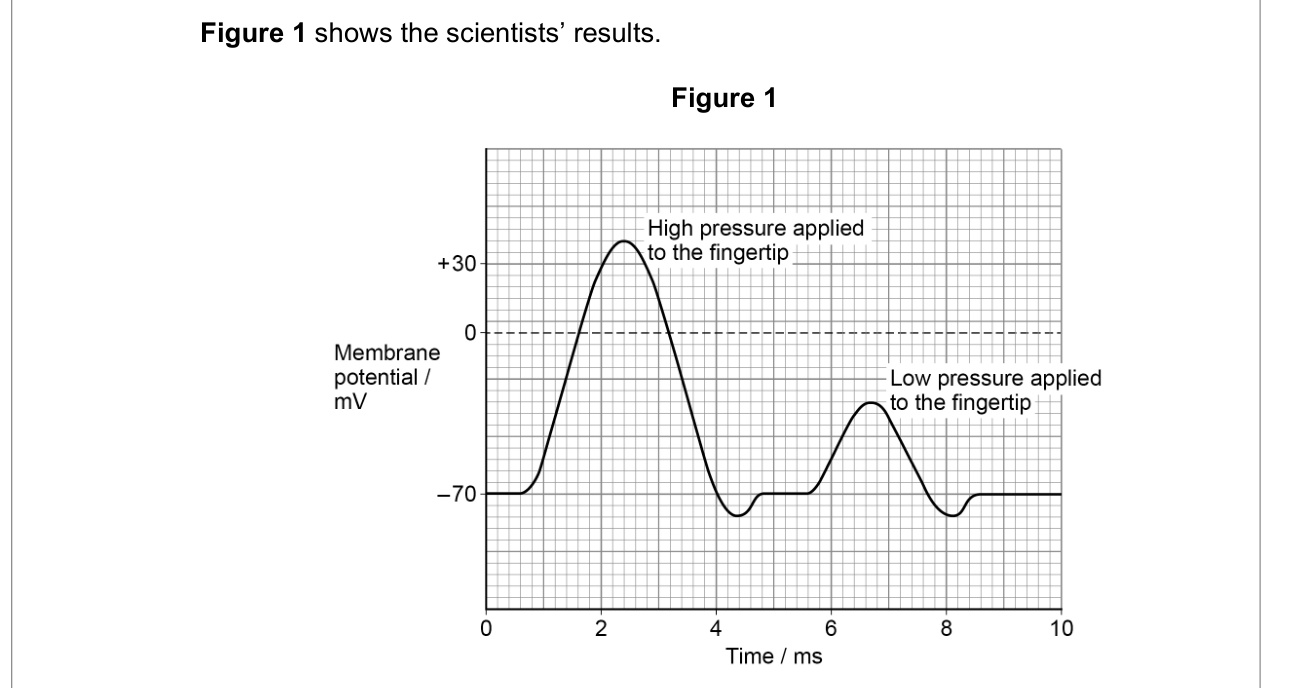 Figure 1 shows the scientists’ results.
Figure 1
High pressure applied
to the fingertip
+30
0
Membrane
potential /
mV
Low pressure applied
to the fingertip
–70
0 2 4 6 8 10
Time / ms